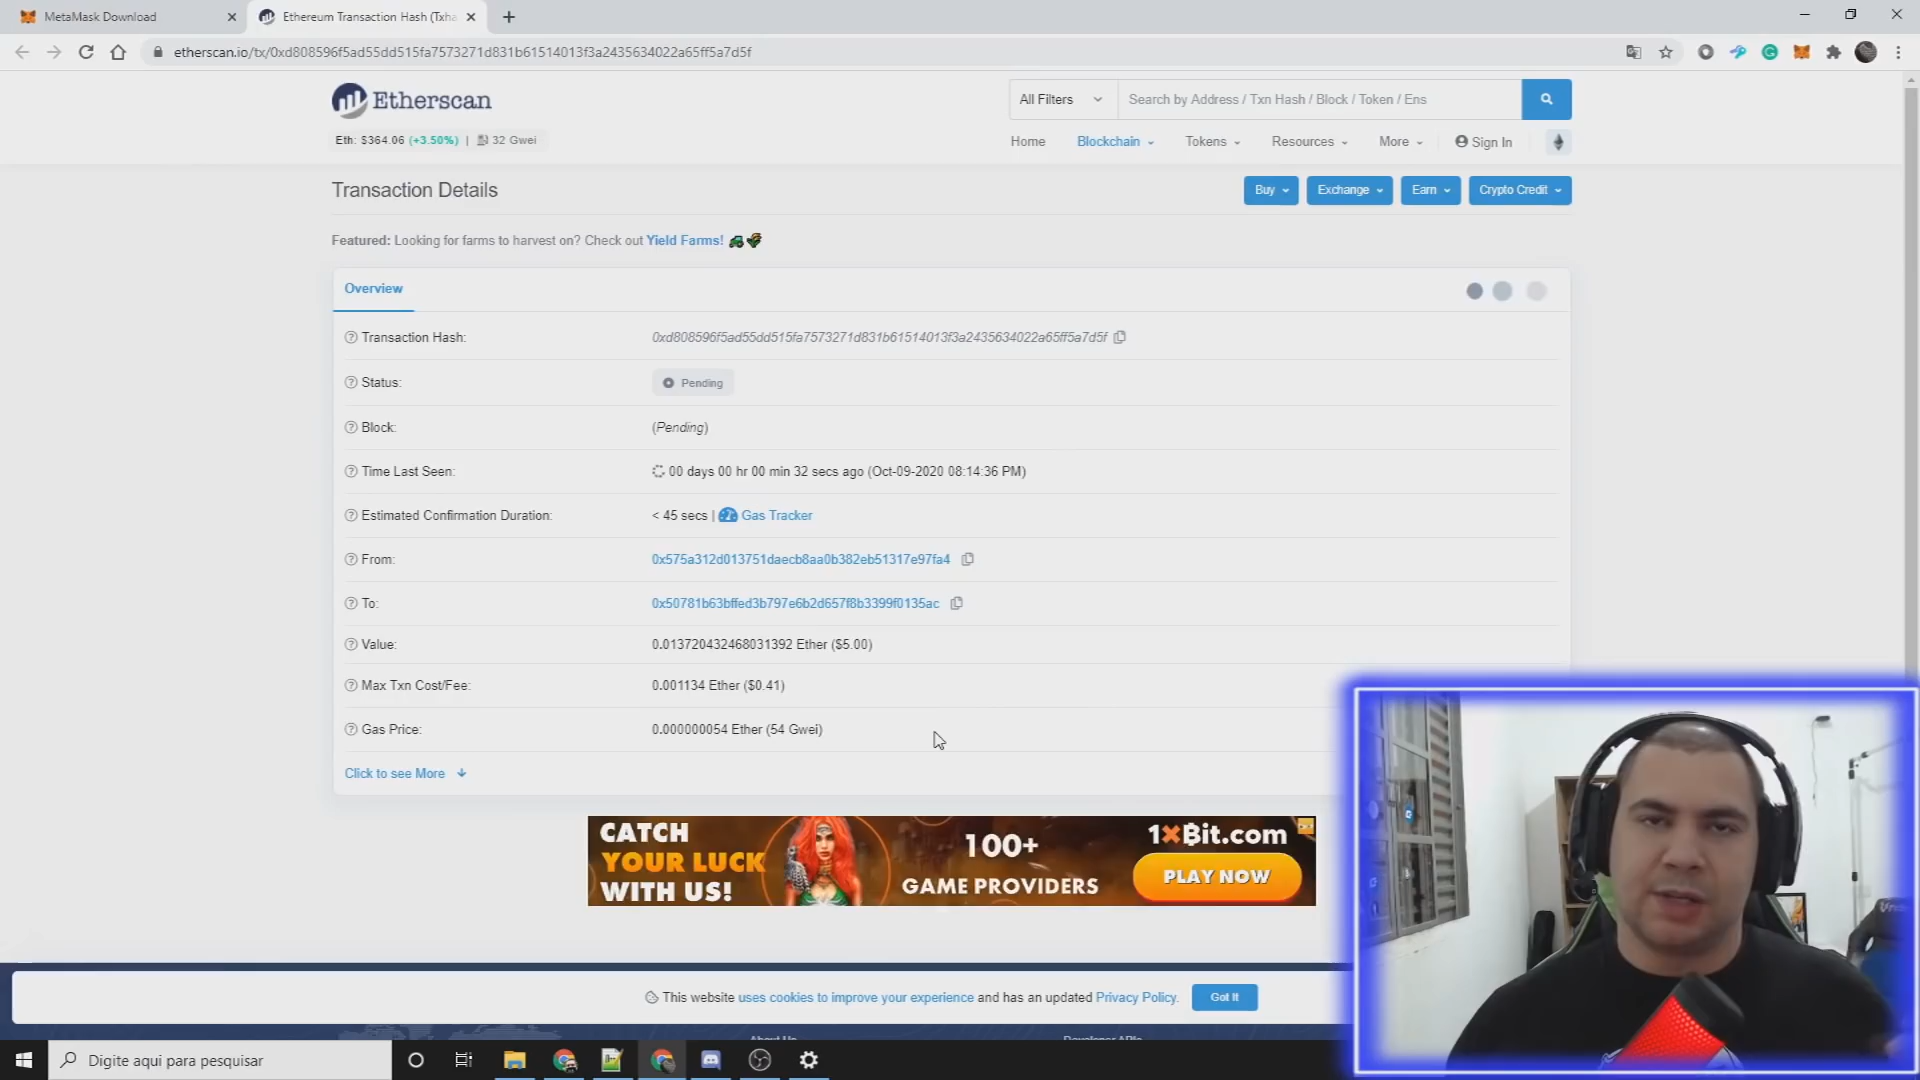 MetaMask Download
Ethereum Transaction Hash (Txha
etherscan.io/tx/0xd808596f5ad55dd515fa7573271d831b61514013f3a2435634022a65ff5a7d5f
Etherscan
All Filters
Search by Address / Txn Hash / Block / Token / Ens
Eth: $364.06 (+3.50%) | 32 Gwei
Home Blockchain Tokens Resources More Sign In
Transaction Details
Buy Exchange Earn Crypto Credit
Featured: Looking for farms to harvest on? Check out Yield Farms!
Overview
Transaction Hash: 0xd808596f5ad55dd515fa7573271d831b61514013f3a2435634022a65ff5a7d5f
Status: Pending
Block: (Pending)
Time Last Seen: 00 days 00 hr 00 min 32 secs ago (Oct-09-2020 08:14:36 PM)
Estimated Confirmation Duration: < 45 secs | Gas Tracker
From: 0x575a312d013751daecb8aa0b382eb51317e97fa4
To: 0x50781b63bffed3b797e6b2d657f8b3399f0135ac
Value: 0.013720432468031392 Ether ($5.00)
Max Txn Cost/Fee: 0.001134 Ether ($0.41)
Gas Price: 0.000000054 Ether (54 Gwei)
Click to see More
CATCH
YOUR LUCK
WITH US!
100+
GAME PROVIDERS
1XBit.com
PLAY NOW
This website uses cookies to improve your experience and has an updated Privacy Policy.
Got It
About Us
Developer APIs
Digite aqui para pesquisar